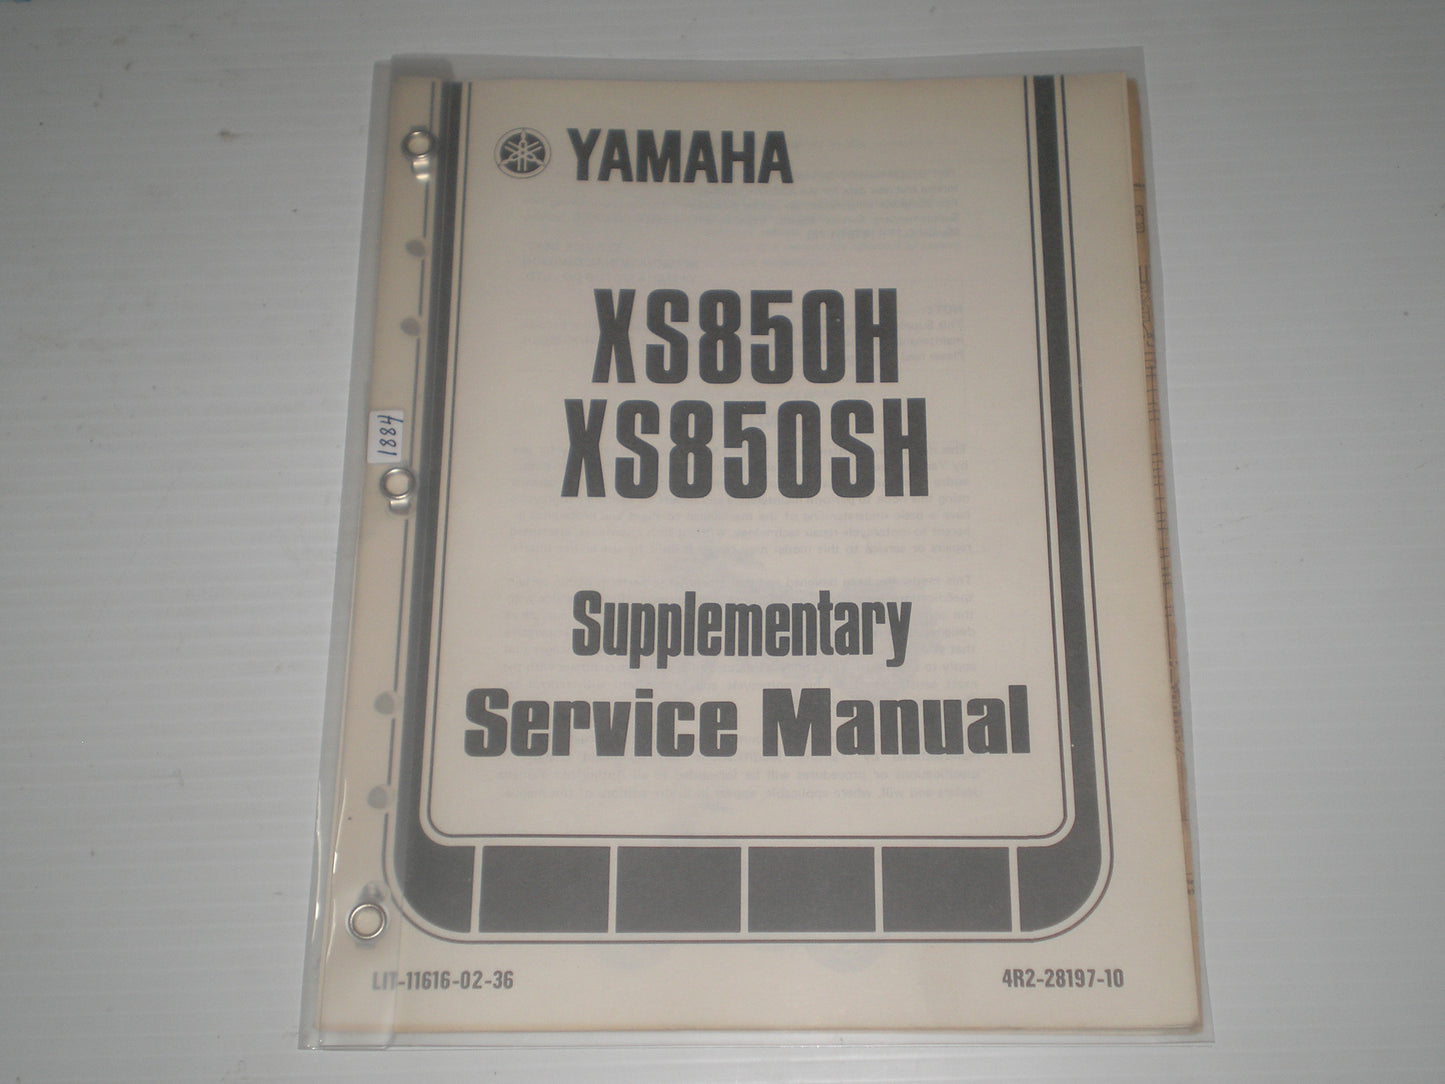 YAMAHA
XS850H
XS850SH
1884
Supplementary
Service Manual
LIT-11616-02-36
4R2-28197-10